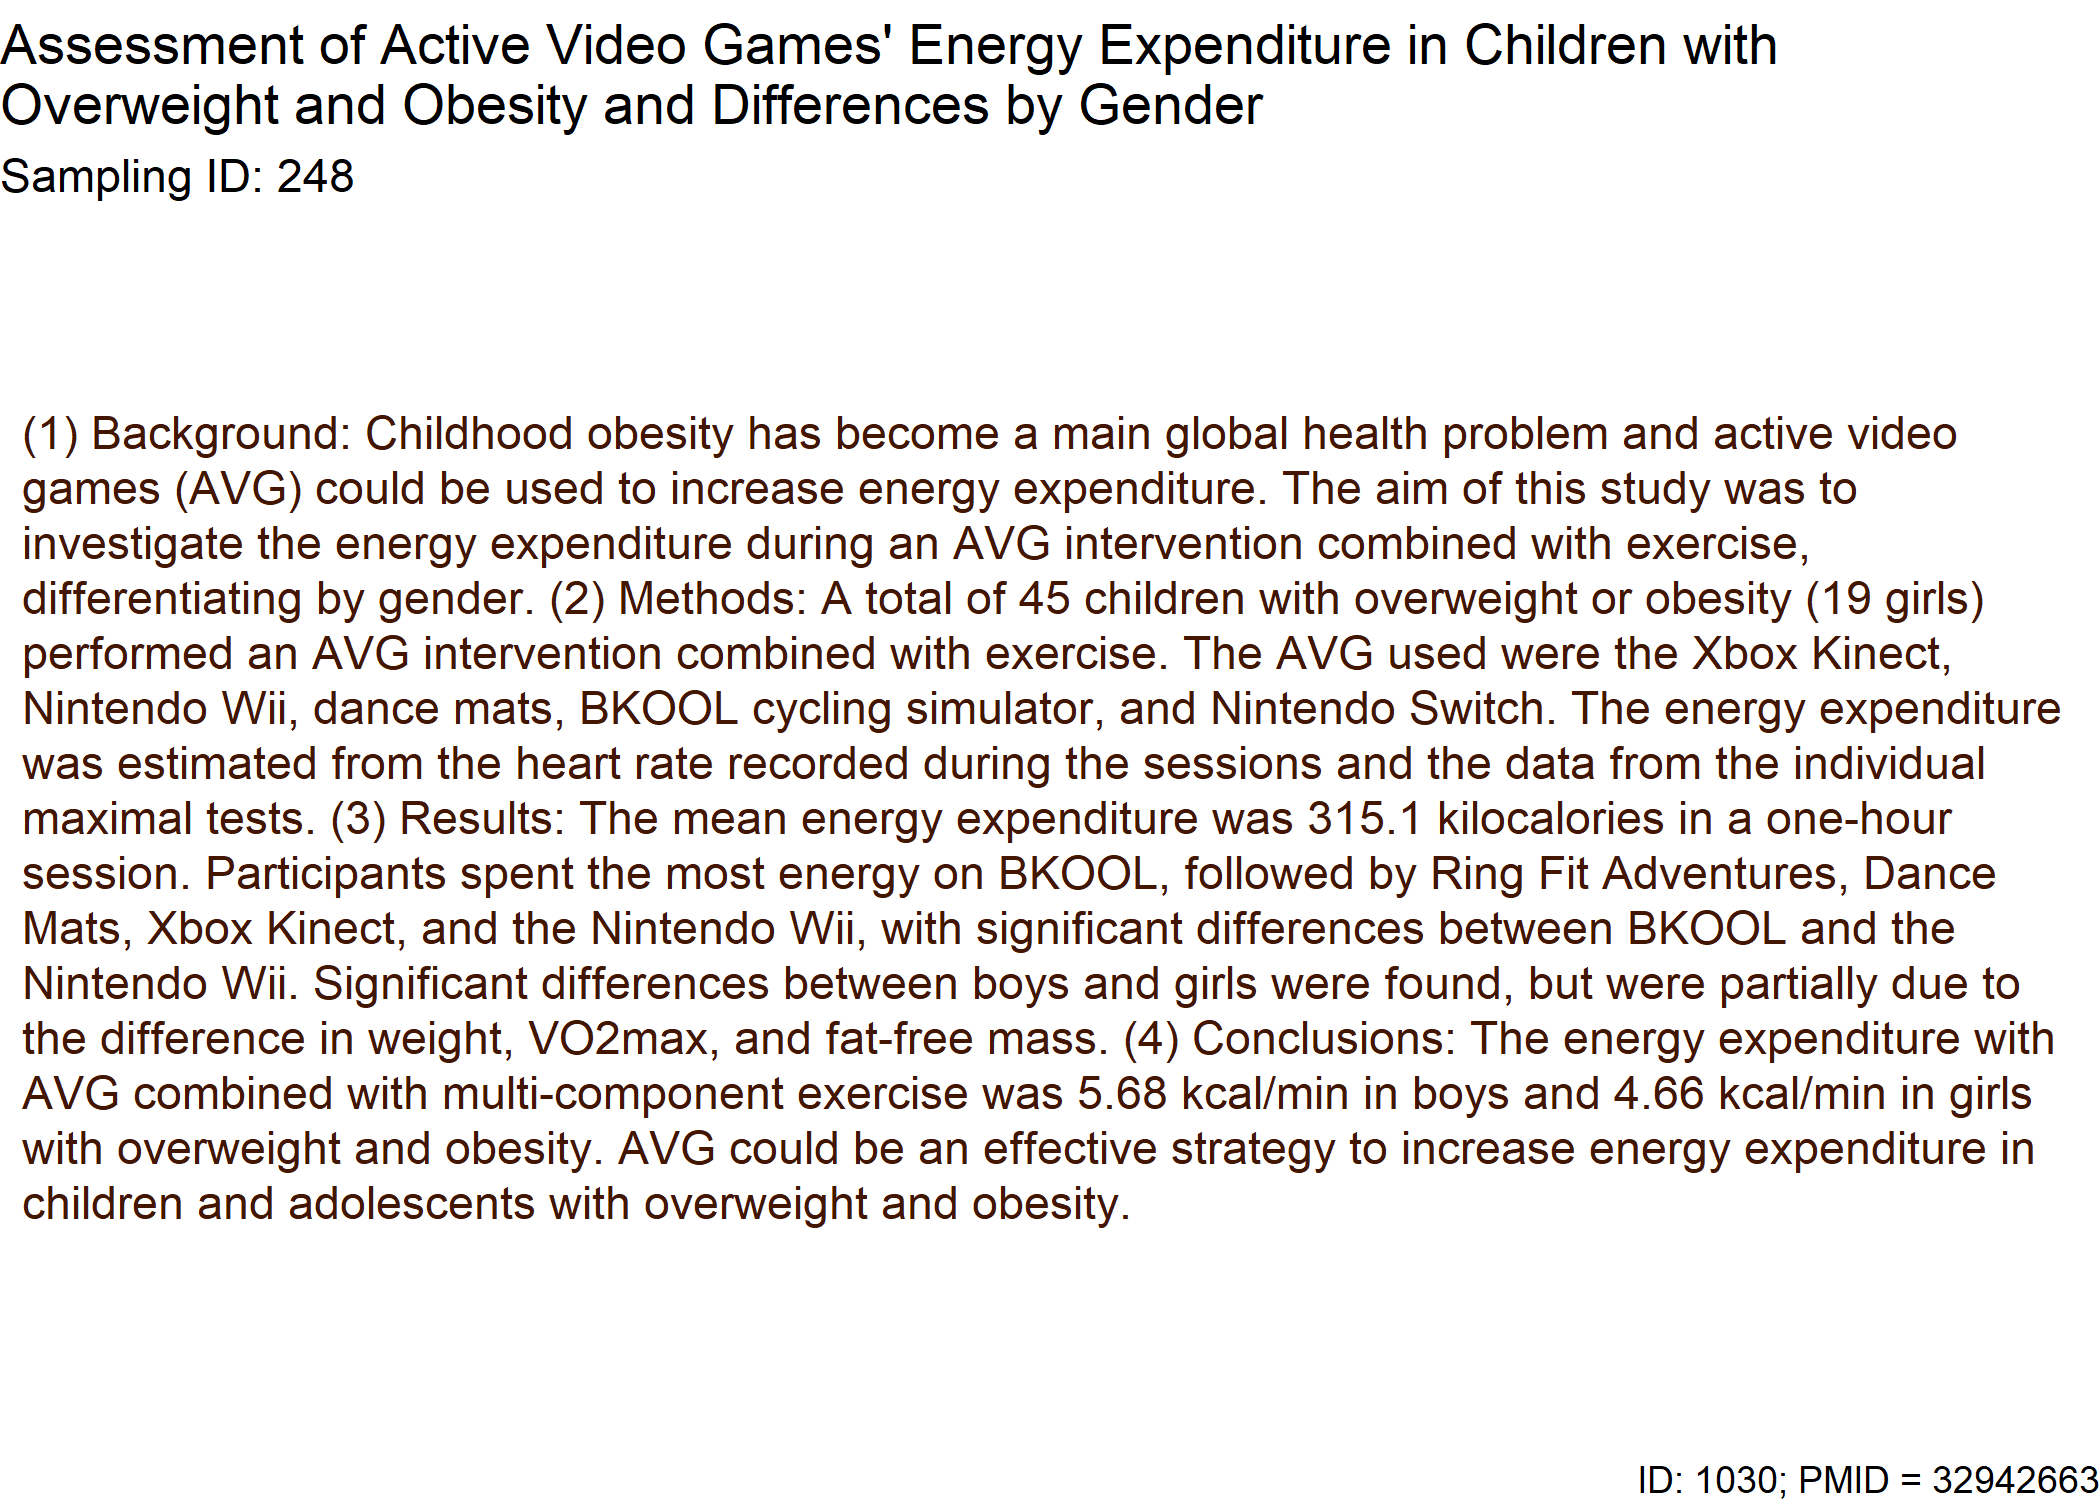 Assessment of Active Video Games' Energy Expenditure in Children with
Overweight and Obesity and Differences by Gender
Sampling ID: 248
(1) Background: Childhood obesity has become a main global health problem and active video
games (AVG) could be used to increase energy expenditure. The aim of this study was to
investigate the energy expenditure during an AVG intervention combined with exercise,
differentiating by gender. (2) Methods: A total of 45 children with overweight or obesity (19 girls)
performed an AVG intervention combined with exercise. The AVG used were the Xbox Kinect,
Nintendo Wii, dance mats, BKOOL cycling simulator, and Nintendo Switch. The energy expenditure
was estimated from the heart rate recorded during the sessions and the data from the individual
maximal tests. (3) Results: The mean energy expenditure was 315.1 kilocalories in a one-hour
session. Participants spent the most energy on BKOOL, followed by Ring Fit Adventures, Dance
Mats, Xbox Kinect, and the Nintendo Wii, with significant differences between BKOOL and the
Nintendo Wii. Significant differences between boys and girls were found, but were partially due to
the difference in weight, VO2max, and fat-free mass. (4) Conclusions: The energy expenditure with
AVG combined with multi-component exercise was 5.68 kcal/min in boys and 4.66 kcal/min in girls
with overweight and obesity. AVG could be an effective strategy to increase energy expenditure in
children and adolescents with overweight and obesity.
ID: 1030; PMID = 32942663